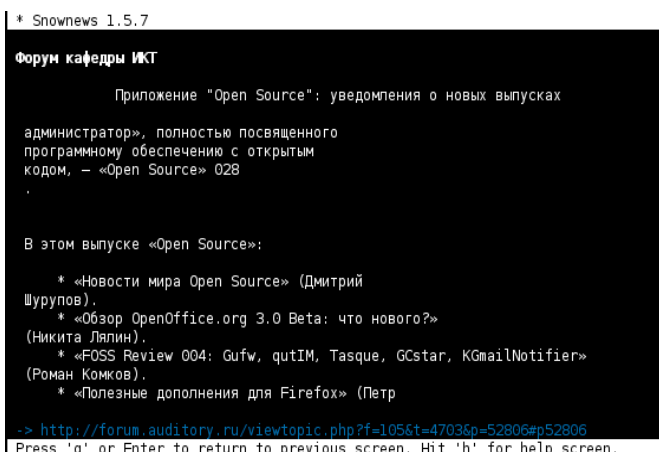 * Snownews 1.5.7
Форум кафедры ИКТ
Приложение "Open Source": уведомления о новых выпусках
администратор», полностью посвященного
программному обеспечению с открытым
кодом, — «Open Source» 028
.
В этом выпуске «Open Source»:
* «Новости мира Open Source» (Дмитрий
Шурупов).
* «Обзор OpenOffice.org 3.0 Beta: что нового?»
(Никита Лялин).
* «FOSS Review 004: Gufw, qutIM, Tasque, GCstar, KGmailNotifier»
(Роман Комков).
* «Полезные дополнения для Firefox» (Петр
-> http://forum.auditory.ru/viewtopic.php?f=105&t=4703&p=52806#p52806
Press 'q' or Enter to return to previous screen. Hit 'h' for help screen.